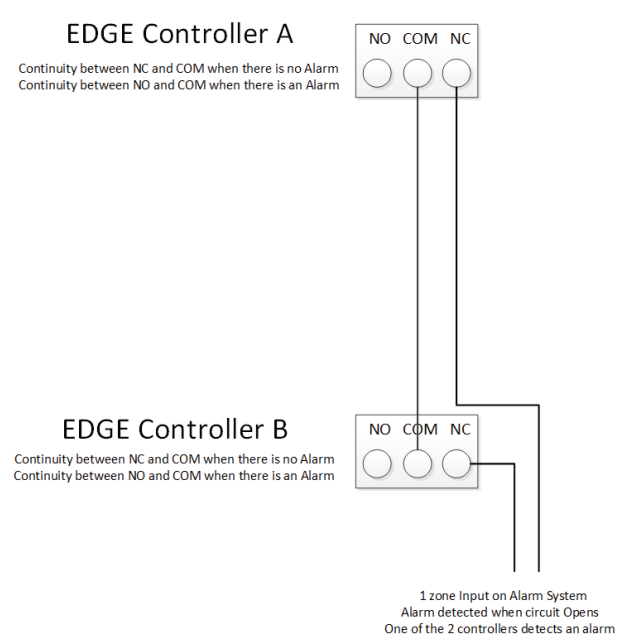 EDGE Controller A
Continuity between NC and COM when there is no Alarm
Continuity between NO and COM when there is an Alarm
NO COM NC
EDGE Controller B
Continuity between NC and COM when there is no Alarm
Continuity between NO and COM when there is an Alarm
NO COM NC
1 zone Input on Alarm System
Alarm detected when circuit Opens
One of the 2 controllers detects an alarm